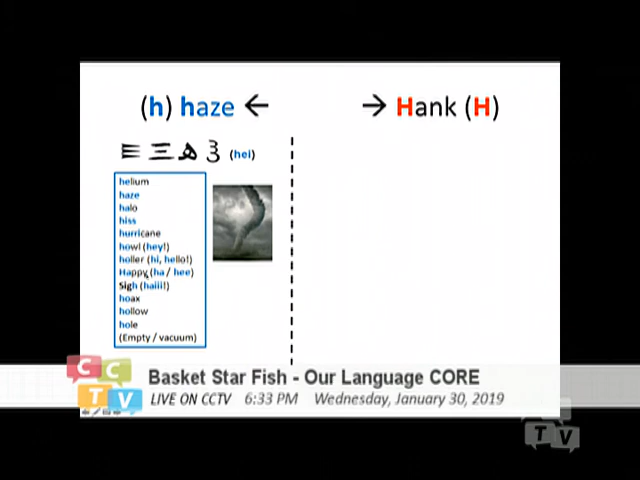 (h) haze ←
→ Hank (H)
(hei)
helium
haze
halo
hiss
hurricane
howl (hey!)
holler (hi, hello!)
Happy (ha / hee)
Sigh (haiii!)
hoax
hollow
hole
(Empty / vacuum)
CCTV
Basket Star Fish - Our Language CORE
LIVE ON CCTV 6:33 PM Wednesday, January 30, 2019
TV